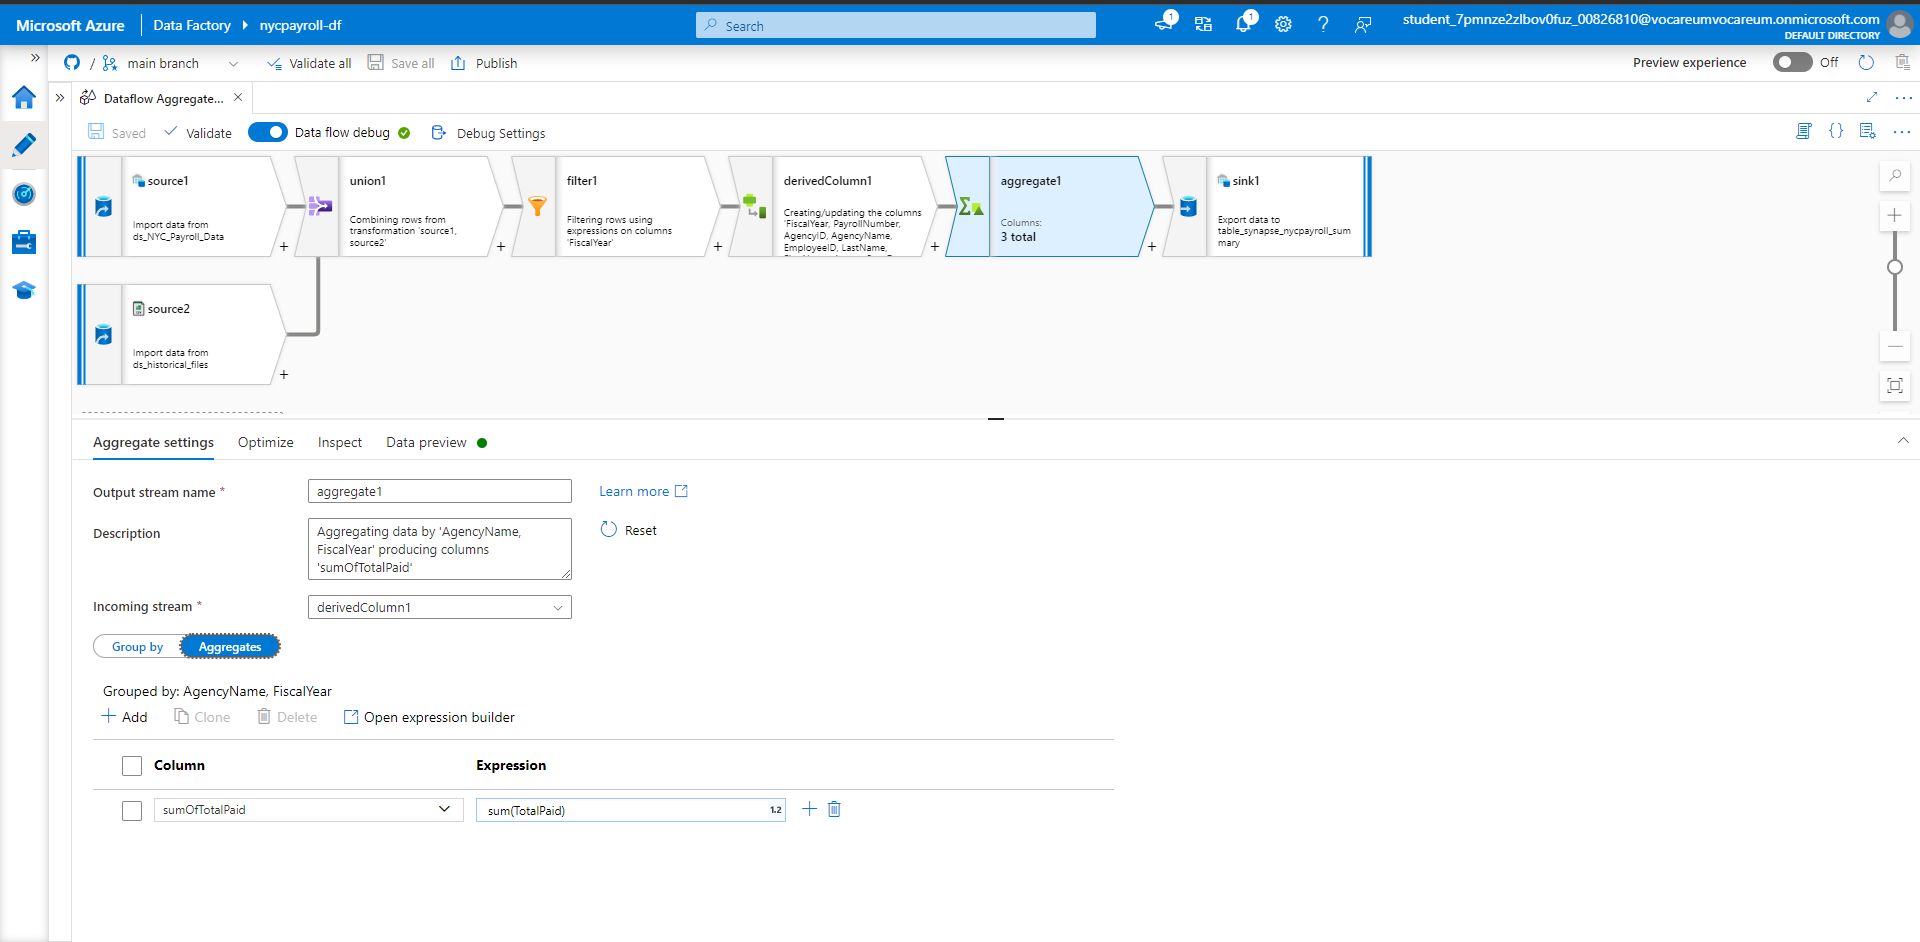 Microsoft Azure
Data Factory
nycpayroll-df
Search
1
1
student_7pmnze2zlbov0fuz_00826810@vocareumvocareum.onmicrosoft.com
DEFAULT DIRECTORY
/ main branch
Validate all
Save all
Publish
Preview experience
Off
Dataflow Aggregate...
Saved
Validate
Data flow debug
Debug Settings
source1
Import data from
ds_NYC_Payroll_Data
+
union1
Combining rows from
transformation 'source1,
source2'
+
filter1
Filtering rows using
expressions on columns
'FiscalYear'
+
derivedColumn1
Creating/updating the columns
'FiscalYear, PayrollNumber,
AgencyID, AgencyName,
EmployeeID, LastName,
+
aggregate1
Columns:
3 total
+
sink1
Export data to
table_synapse_nycpayroll_sum
mary
source2
Import data from
ds_historical_files
+
Aggregate settings
Optimize
Inspect
Data preview
Output stream name *
aggregate1
Learn more
Description
Aggregating data by 'AgencyName,
FiscalYear' producing columns
'sumOfTotalPaid'
Reset
Incoming stream *
derivedColumn1
Group by
Aggregates
Grouped by: AgencyName, FiscalYear
Add
Clone
Delete
Open expression builder
Column
Expression
sumOfTotalPaid
sum(TotalPaid)
1.2